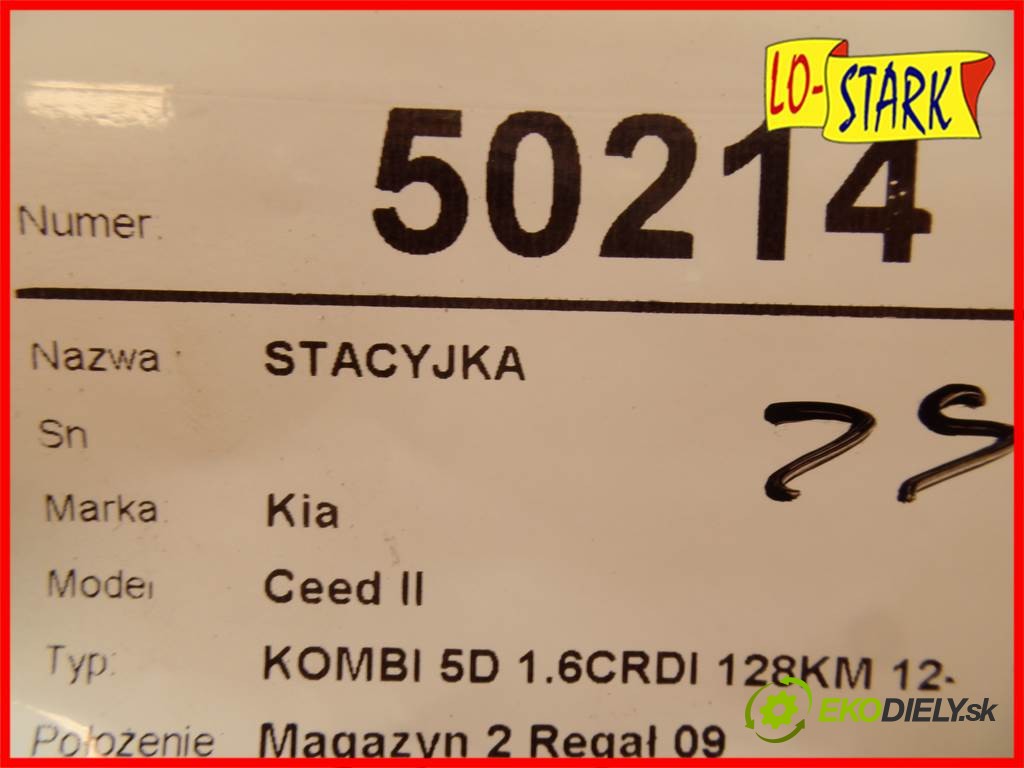 LO-STARK
Numer: 50214
Nazwa: STACYJKA
Sn
Marka: Kia
Model Ceed II
Typ: KOMBI 5D 1.6CRDI 128KM 12-
Położenie Magazyn 2 Regał 09
EKODIELY.sk